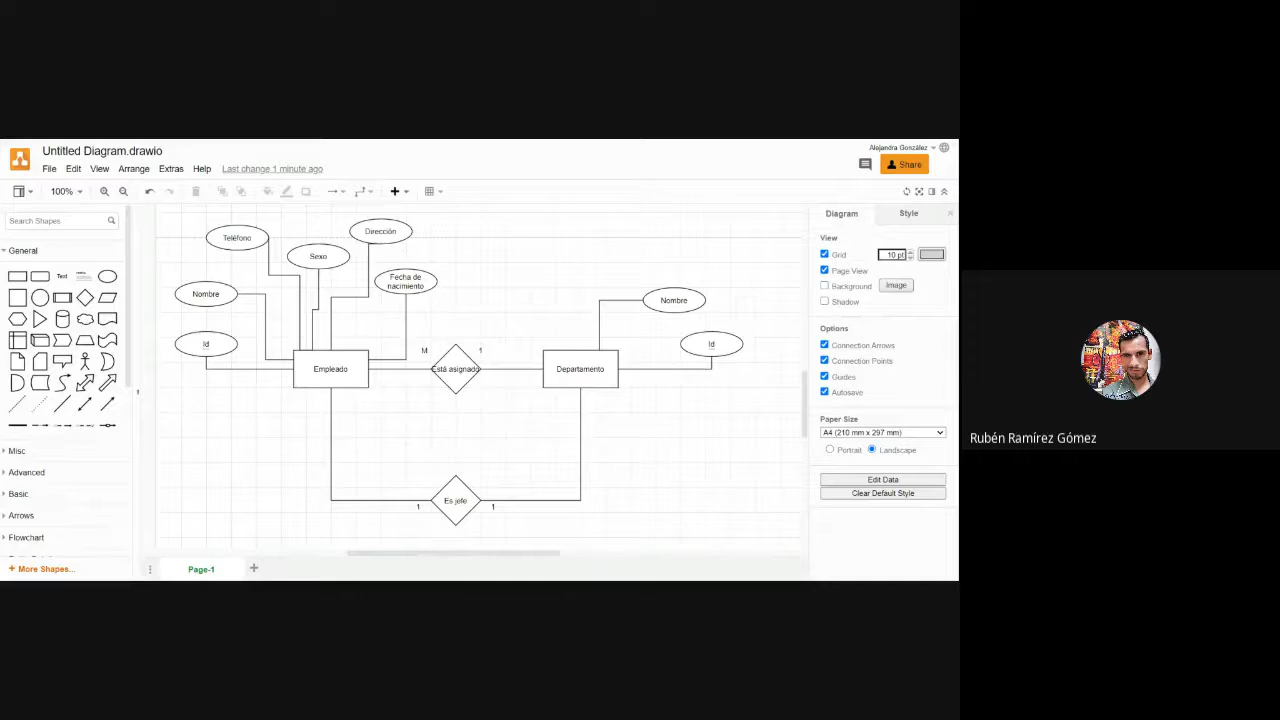 Untitled Diagram.drawio
Alejandra González
File Edit View Arrange Extras Help Last change 1 minute ago
Share
100%
Search Shapes
Diagram Style
General
View
Grid 10 pt
Page View
Background Image
Shadow
Text
Options
Connection Arrows
Connection Points
Guides
Autosave
Paper Size
A4 (210 mm x 297 mm)
Portrait Landscape
Edit Data
Clear Default Style
Misc
Advanced
Basic
Arrows
Flowchart
+ More Shapes...
Page-1
Teléfono
Dirección
Sexo
Fecha de
nacimiento
Nombre
Nombre
Id
Id
M 1
Empleado
Está asignado
Departamento
Es jefe
1 1
1
Rubén Ramírez Gómez